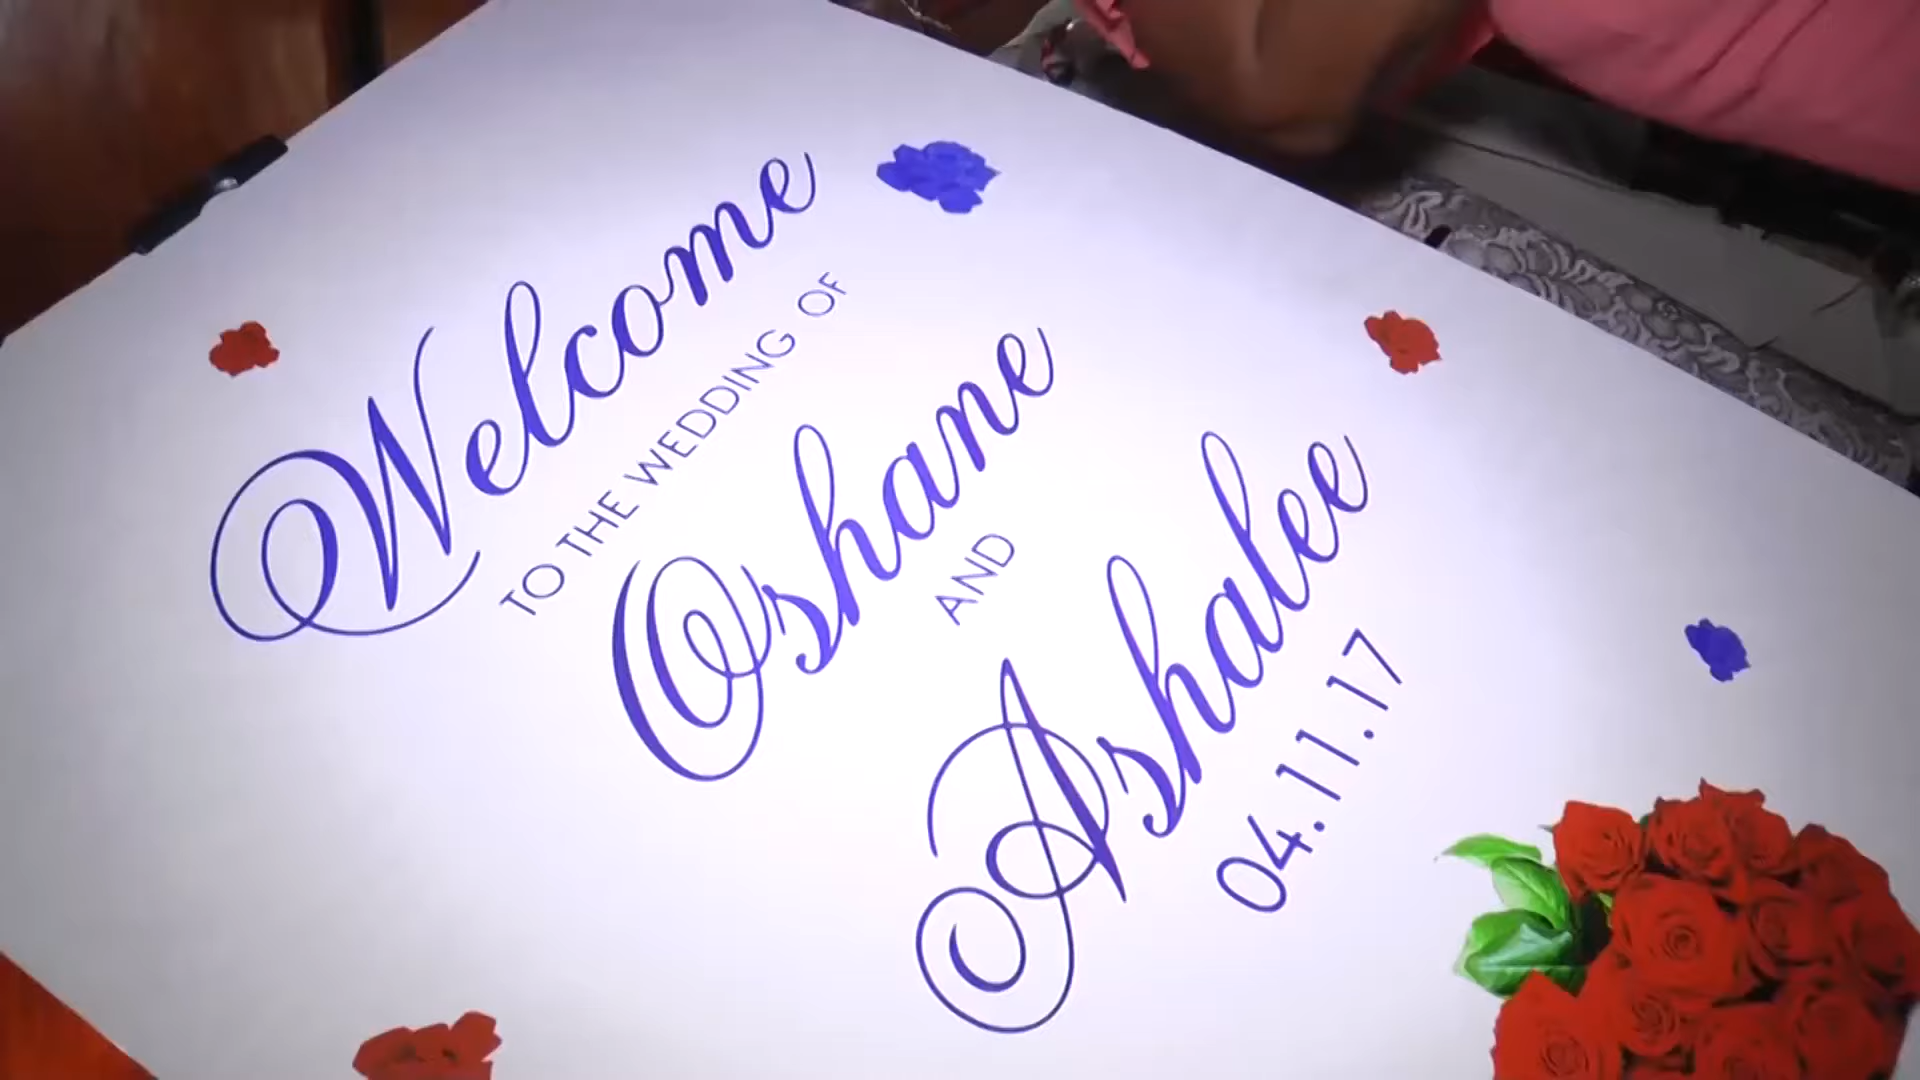 Welcome
TO THE WEDDING OF
Oshane
AND
Ashalee
04.11.17